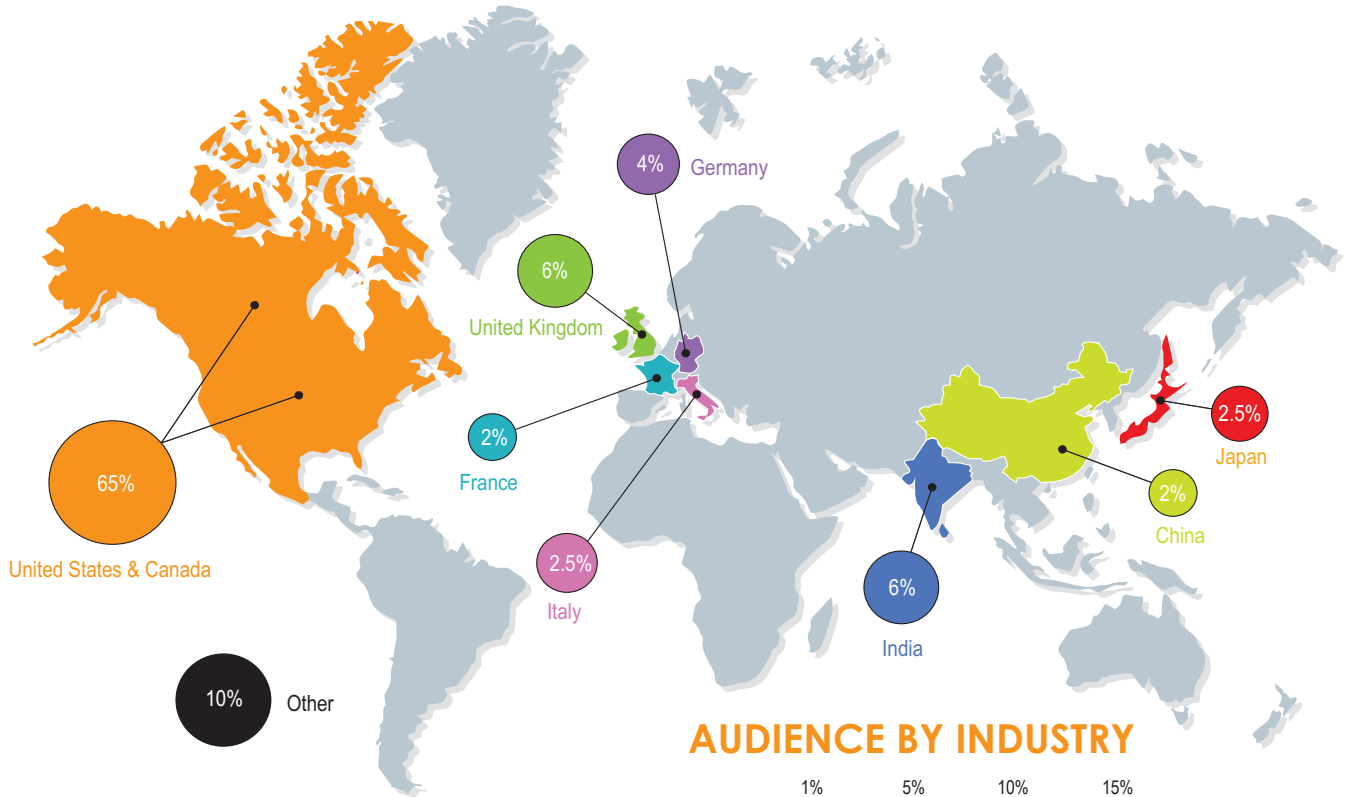 4%
Germany
6%
United Kingdom
2%
France
65%
United States & Canada
2.5%
Italy
2.5%
Japan
2%
China
6%
India
10%
Other
AUDIENCE BY INDUSTRY
1% 5% 10% 15%